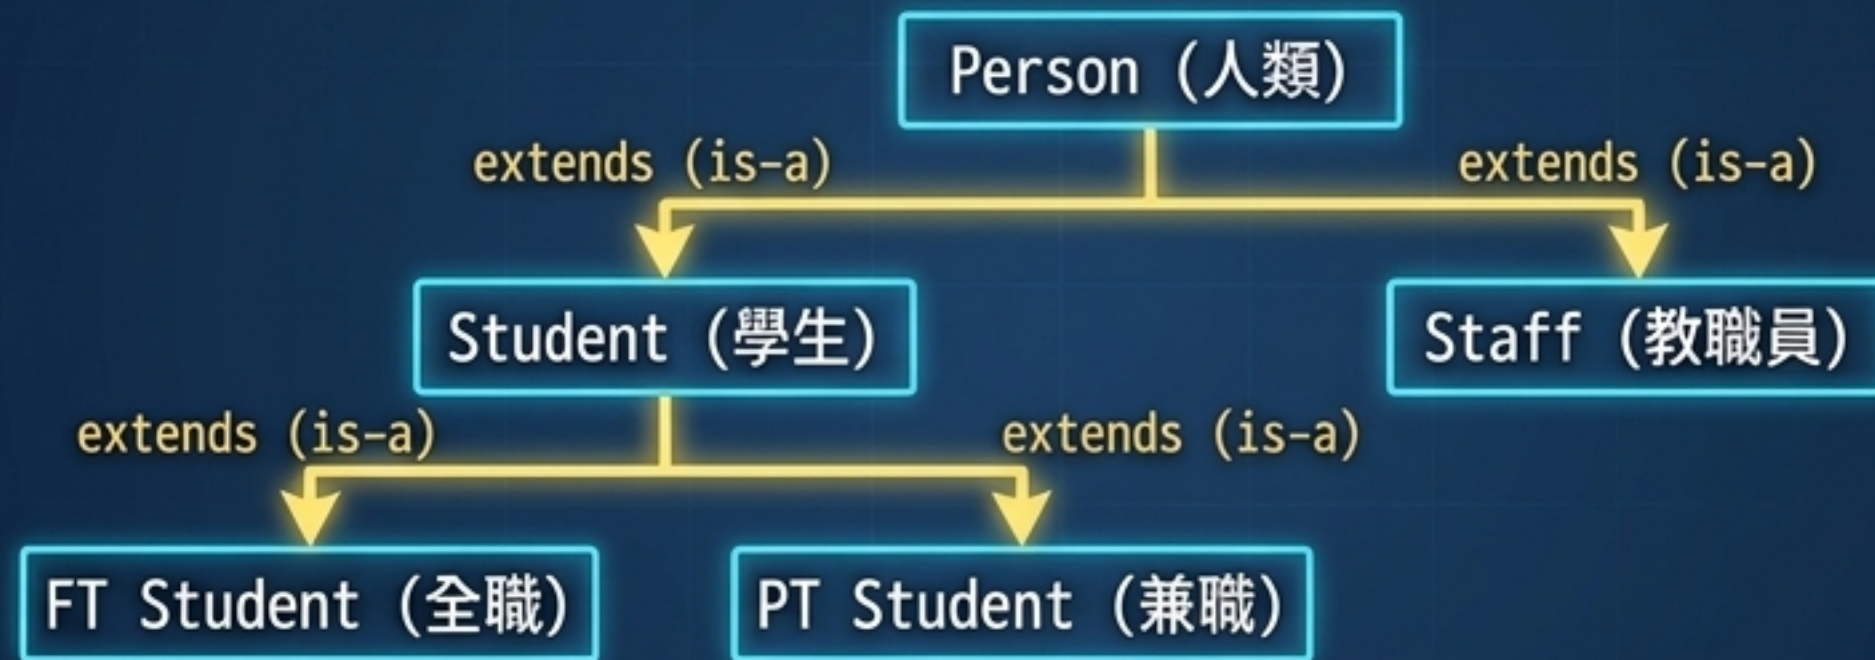 Person (人類)
extends (is-a)
extends (is-a)
Student (學生)
Staff (教職員)
extends (is-a)
extends (is-a)
FT Student (全職)
PT Student (兼職)